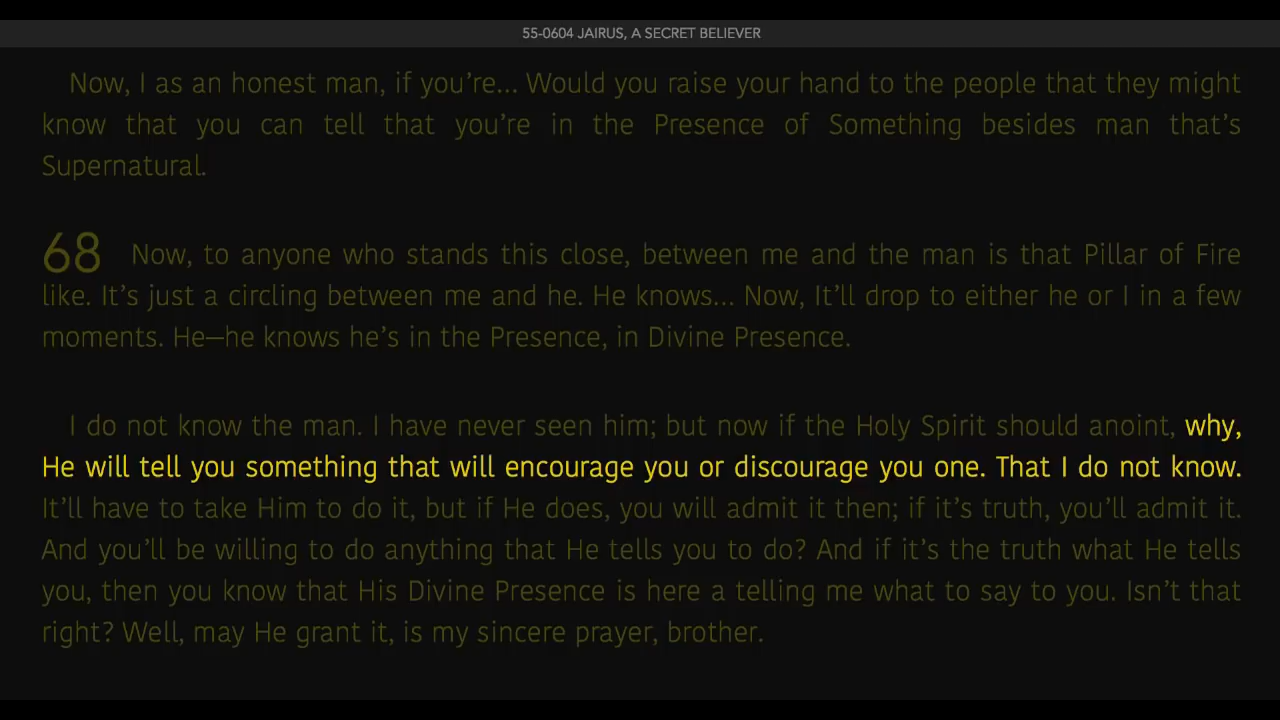 55-0604 JAIRUS, A SECRET BELIEVER
Now, I as an honest man, if you're... Would you raise your hand to the people that they might
know that you can tell that you're in the Presence of Something besides man that's
Supernatural.
68 Now, to anyone who stands this close, between me and the man is that Pillar of Fire
like. It's just a circling between me and he. He knows... Now, It'll drop to either he or I in a few
moments. He—he knows he's in the Presence, in Divine Presence.
I do not know the man. I have never seen him; but now if the Holy Spirit should anoint, why,
He will tell you something that will encourage you or discourage you one. That I do not know.
It'll have to take Him to do it, but if He does, you will admit it then; if it's truth, you'll admit it.
And you'll be willing to do anything that He tells you to do? And if it's the truth what He tells
you, then you know that His Divine Presence is here a telling me what to say to you. Isn't that
right? Well, may He grant it, is my sincere prayer, brother.